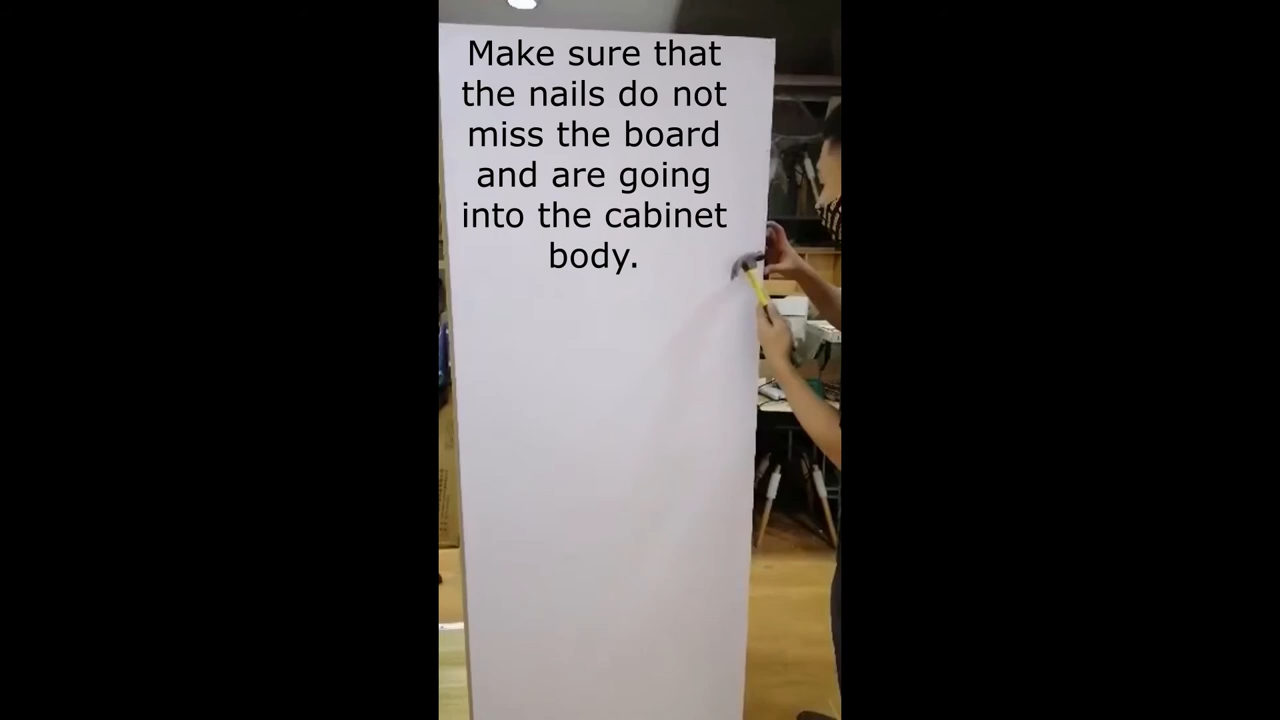 Make sure that
the nails do not
miss the board
and are going
into the cabinet
body.